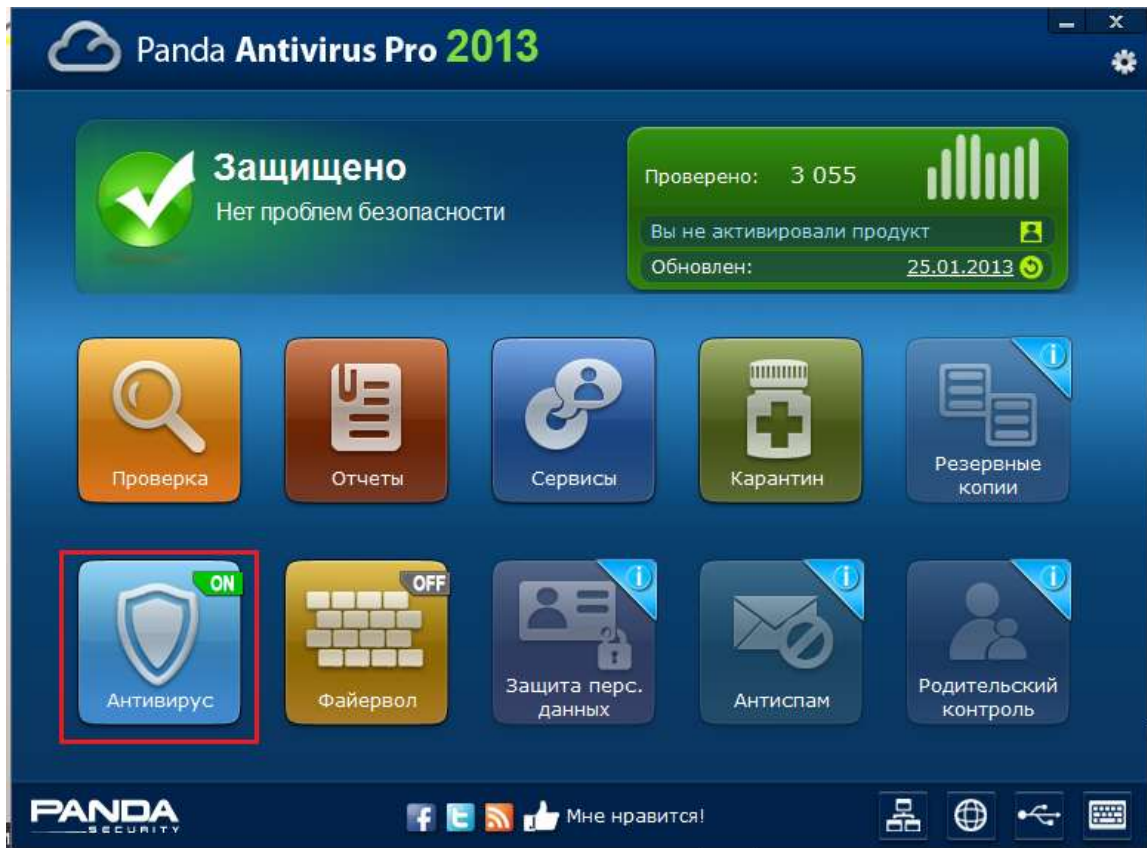 Panda Antivirus Pro 2013
Защищено
Нет проблем безопасности
Проверено: 3 055
Вы не активировали продукт
Обновлен: 25.01.2013
Проверка
Отчеты
Сервисы
Карантин
Резервные
копии
ON
Антивирус
OFF
Файервол
Защита перс.
данных
Антиспам
Родительский
контроль
PANDA
SECURITY
Мне нравится!